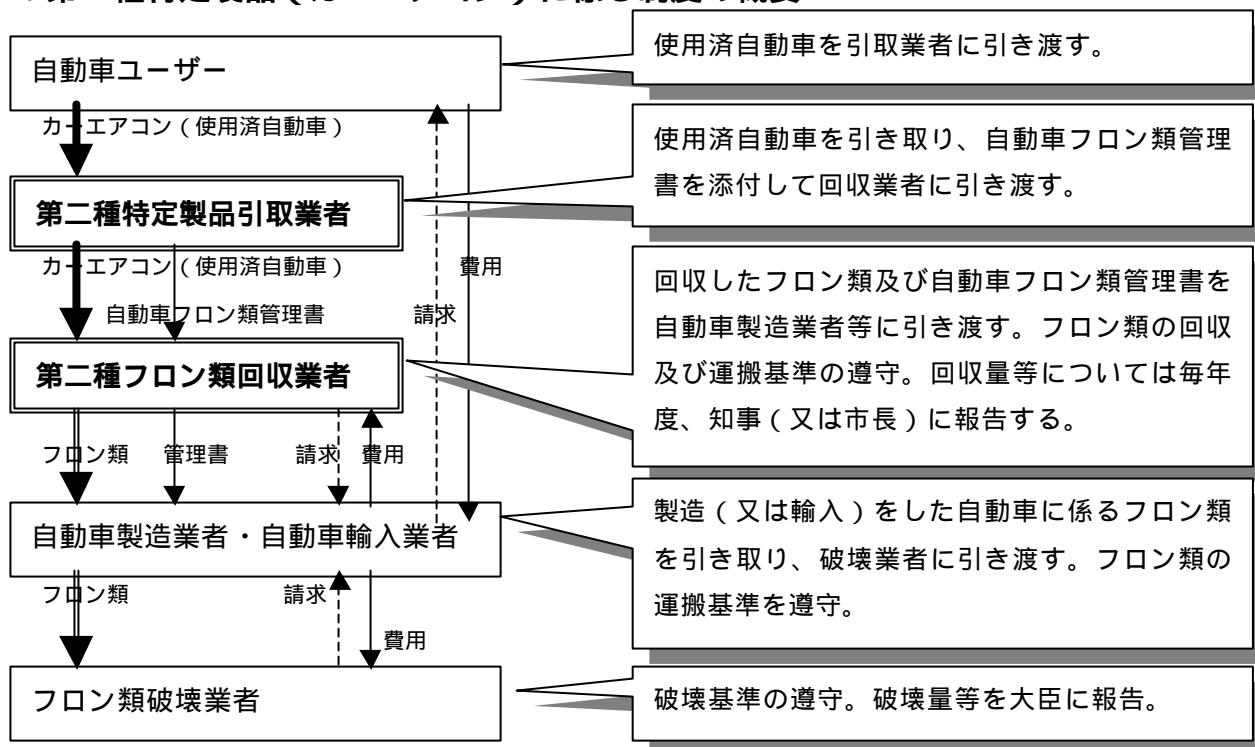 自動車ユーザー
使用済自動車を引取業者に引き渡す。
カーエアコン(使用済自動車)
使用済自動車を引き取り、自動車フロン類管理
書を添付して回収業者に引き渡す。
第二種特定製品引取業者
カーエアコン(使用済自動車)
費用
自動車フロン類管理書
請求
回収したフロン類及び自動車フロン類管理書を
自動車製造業者等に引き渡す。フロン類の回収
及び運搬基準の遵守。回収量等については毎年
度、知事(又は市長)に報告する。
第二種フロン類回収業者
フロン類 管理書 請求 費用
自動車製造業者・自動車輸入業者
製造(又は輸入)をした自動車に係るフロン類
を引き取り、破壊業者に引き渡す。フロン類の
運搬基準を遵守。
フロン類 請求
費用
フロン類破壊業者
破壊基準の遵守。破壊量等を大臣に報告。